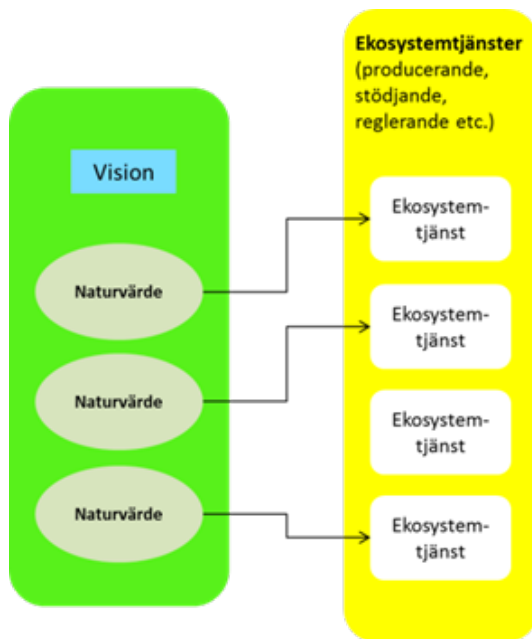 Vision
Naturvärde
Naturvärde
Naturvärde
Ekosystemtjänster
(producerande,
stödjande,
reglerande etc.)
Ekosystem-
tjänst
Ekosystem-
tjänst
Ekosystem-
tjänst
Ekosystem-
tjänst